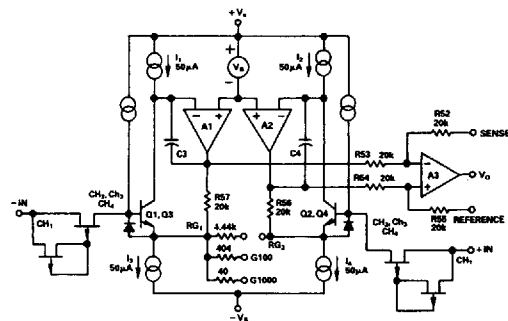 +Vs
I1
50μA
+
VB
−
I2
50μA
−
+
A1
+
−
A2
C3
C4
R52
20k
SENSE
R53
20k
R54
20k
−
+
A3
VO
R55
20k
REFERENCE
R57
20k
R56
20k
−IN
CH1
CH2, CH3
CH4
Q1, Q3
Q2, Q4
RG1
4.44k
RG2
404
G100
40
G1000
I3
50μA
I4
50μA
CH2, CH3
CH4
+IN
CH1
−VS